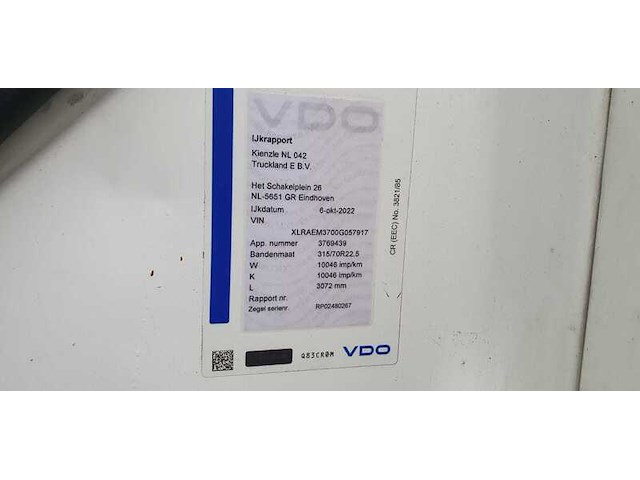 VDO
IJkrapport
Kienzle NL 042
Truckland E B.V.
Het Schakelplein 26
NL-5651 GR Eindhoven
IJkdatum 6-okt-2022
VIN
XLRAEM3700G057917
App. nummer 3769439
Bandenmaat 315/70R22,5
W 10046 imp/km
K 10046 imp/km
L 3072 mm
Rapport nr.
Zegel serienr. RP02480267
Q83CR0M VDO
CR (EEC) No. 3821/85